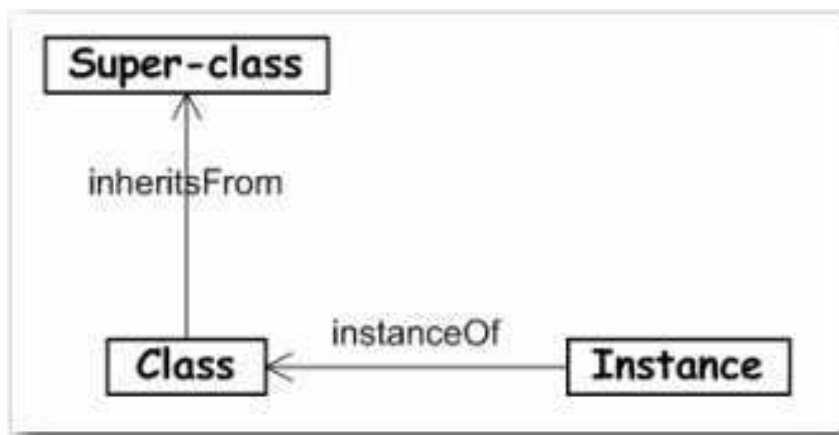 Super-class
inheritsFrom
instanceOf
Class
Instance